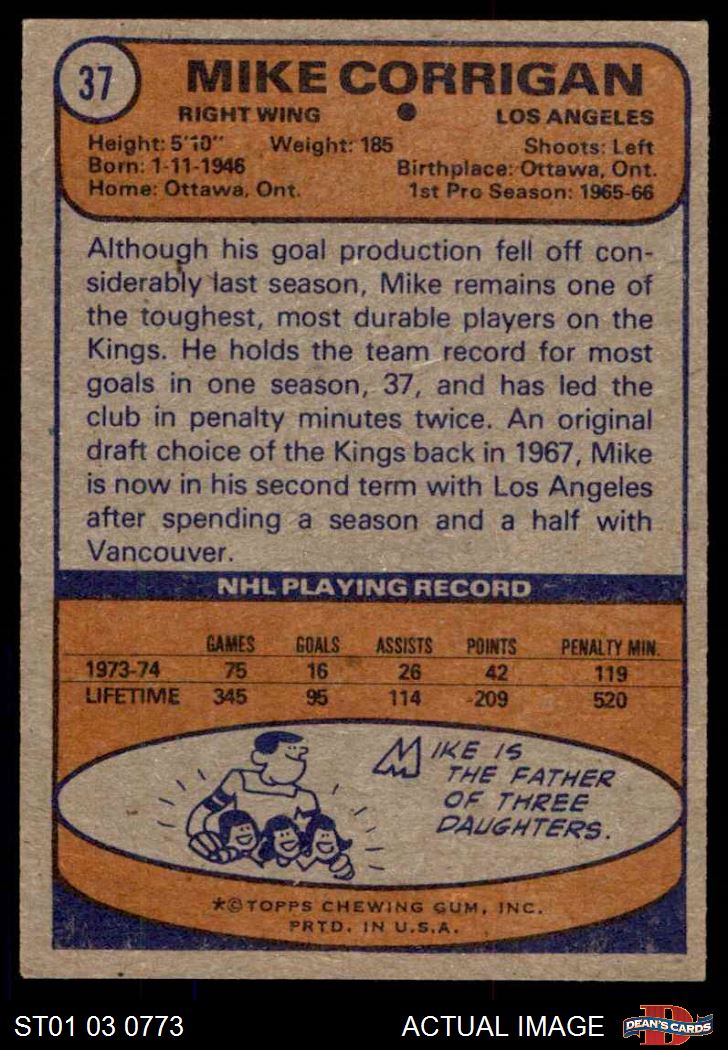 37
MIKE CORRIGAN
RIGHT WING • LOS ANGELES
Height: 5'10" Weight: 185 Shoots: Left
Born: 1-11-1946 Birthplace: Ottawa, Ont.
Home: Ottawa, Ont. 1st Pro Season: 1965-66
Although his goal production fell off con-
siderably last season, Mike remains one of
the toughest, most durable players on the
Kings. He holds the team record for most
goals in one season, 37, and has led the
club in penalty minutes twice. An original
draft choice of the Kings back in 1967, Mike
is now in his second term with Los Angeles
after spending a season and a half with
Vancouver.
NHL PLAYING RECORD
GAMES GOALS ASSISTS POINTS PENALTY MIN.
1973-74 75 16 26 42 119
LIFETIME 345 95 114 209 520
MIKE IS
THE FATHER
OF THREE
DAUGHTERS.
*©TOPPS CHEWING GUM, INC.
PRTD. IN U.S.A.
ST01 03 0773 ACTUAL IMAGE DEAN'S CARDS